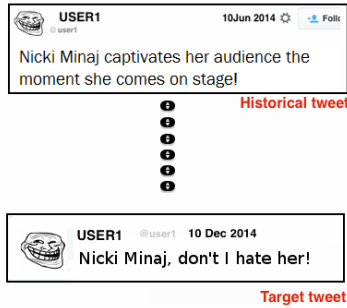 USER1 10Jun 2014
@user1
Nicki Minaj captivates her audience the
moment she comes on stage!
Historical tweet
USER1 @user1 10 Dec 2014
Nicki Minaj, don't I hate her!
Target tweet